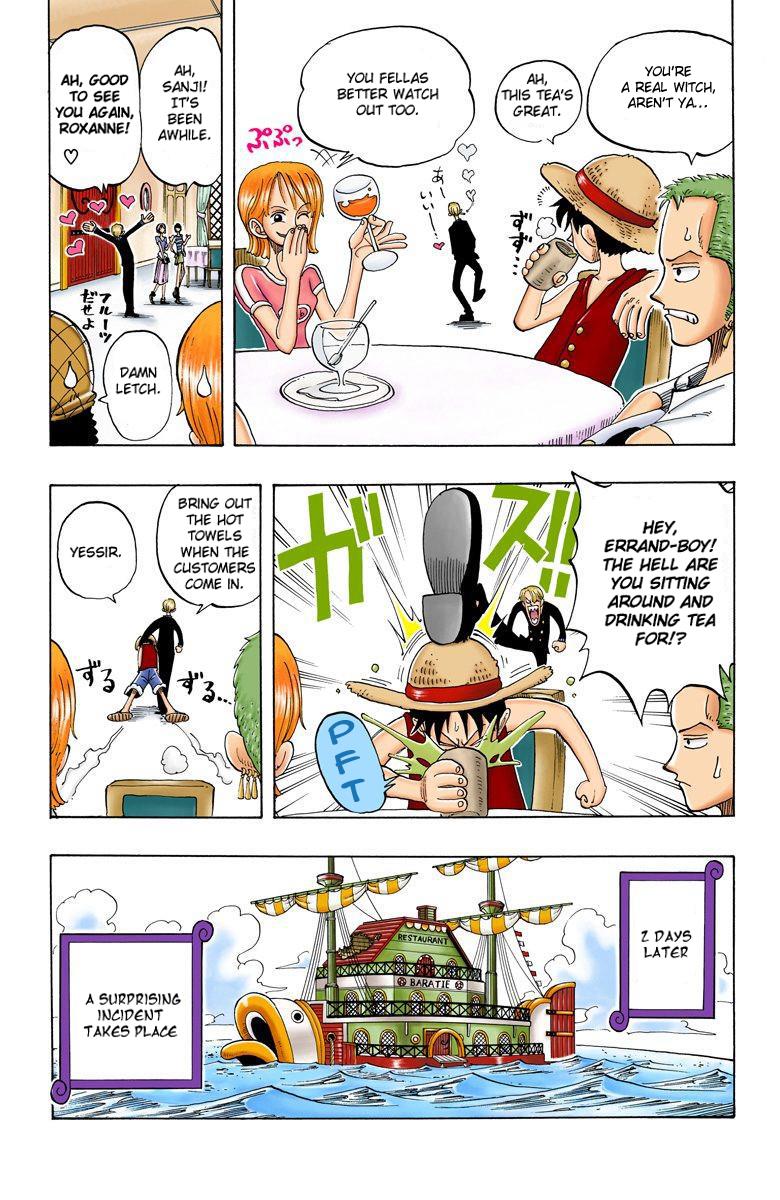 YOU'RE
A REAL WITCH,
AREN'T YA...
AH,
THIS TEA'S
GREAT.
YOU FELLAS
BETTER WATCH
OUT TOO.
ぷぷっ
あー
いい…!
ずず…
AH,
SANJI!
IT'S
BEEN
AWHILE.
AH, GOOD
TO SEE
YOU AGAIN,
ROXANNE!
♡
フルーツ
だせよ
DAMN
LETCH.
HEY,
ERRAND-BOY!
THE HELL ARE
YOU SITTING
AROUND AND
DRINKING TEA
FOR!?
ガス!!
PFT
BRING OUT
THE HOT
TOWELS
WHEN THE
CUSTOMERS
COME IN.
YESSIR.
ずる
ずる…
2 DAYS
LATER
RESTAURANT
BARATIE
A SURPRISING
INCIDENT
TAKES PLACE